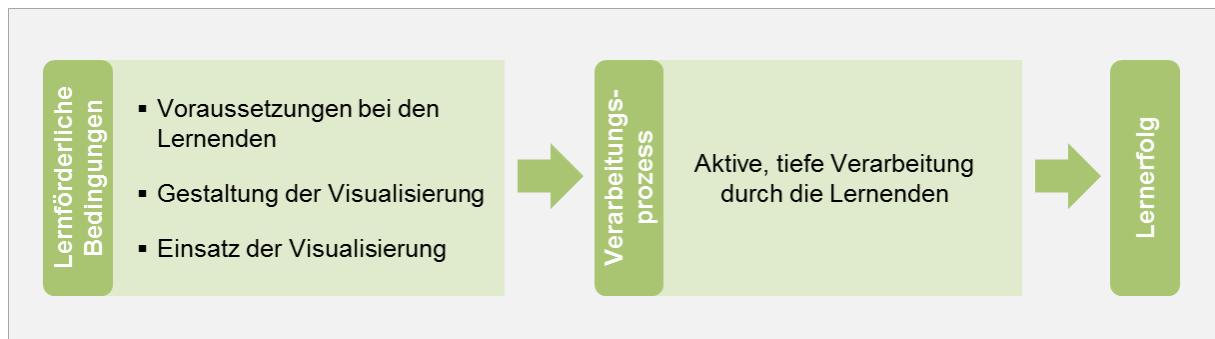 Lernförderliche
Bedingungen
▪ Voraussetzungen bei den
Lernenden
▪ Gestaltung der Visualisierung
▪ Einsatz der Visualisierung
Verarbeitungs-
prozess
Aktive, tiefe Verarbeitung
durch die Lernenden
Lernerfolg